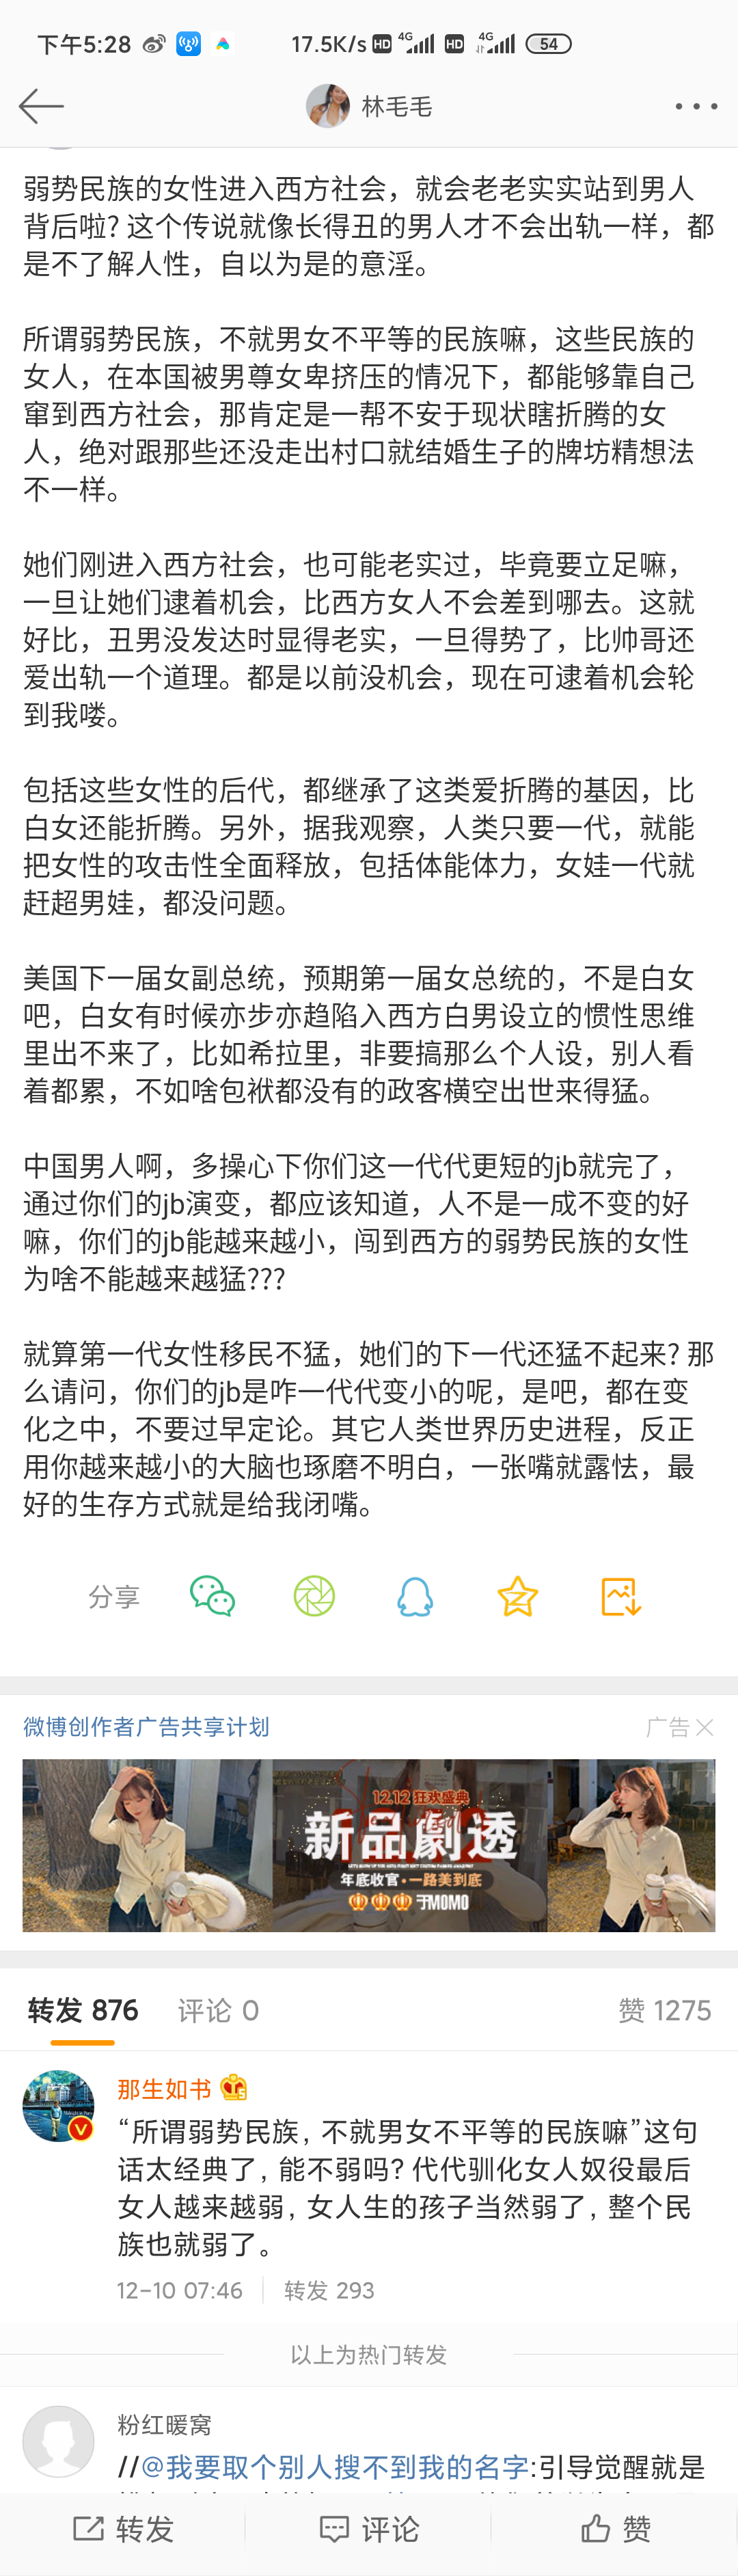 下午5:28 17.5K/s HD 4G HD 4G 54
林毛毛
弱势民族的女性进入西方社会，就会老老实实站到男人
背后啦? 这个传说就像长得丑的男人才不会出轨一样，都
是不了解人性，自以为是的意淫。
所谓弱势民族，不就男女不平等的民族嘛，这些民族的
女人，在本国被男尊女卑挤压的情况下，都能够靠自己
窜到西方社会，那肯定是一帮不安于现状瞎折腾的女
人，绝对跟那些还没走出村口就结婚生子的牌坊精想法
不一样。
她们刚进入西方社会，也可能老实过，毕竟要立足嘛，
一旦让她们逮着机会，比西方女人不会差到哪去。这就
好比，丑男没发达时显得老实，一旦得势了，比帅哥还
爱出轨一个道理。都是以前没机会，现在可逮着机会轮
到我喽。
包括这些女性的后代，都继承了这类爱折腾的基因，比
白女还能折腾。另外，据我观察，人类只要一代，就能
把女性的攻击性全面释放，包括体能体力，女娃一代就
赶超男娃，都没问题。
美国下一届女副总统，预期第一届女总统的，不是白女
吧，白女有时候亦步亦趋陷入西方白男设立的惯性思维
里出不来了，比如希拉里，非要搞那么个人设，别人看
着都累，不如啥包袱都没有的政客横空出世来得猛。
中国男人啊，多操心下你们这一代代更短的jb就完了，
通过你们的jb演变，都应该知道，人不是一成不变的好
嘛，你们的jb能越来越小，闯到西方的弱势民族的女性
为啥不能越来越猛???
就算第一代女性移民不猛，她们的下一代还猛不起来? 那
么请问，你们的jb是咋一代代变小的呢，是吧，都在变
化之中，不要过早定论。其它人类世界历史进程，反正
用你越来越小的大脑也琢磨不明白，一张嘴就露怯，最
好的生存方式就是给我闭嘴。
分享
微博创作者广告共享计划 广告
12.12 狂欢盛典
新品劇透
年底收官·一路美到底
于MOMO
转发 876 评论 0 赞 1275
那生如书
“所谓弱势民族，不就男女不平等的民族嘛”这句
话太经典了，能不弱吗? 代代驯化女人奴役最后
女人越来越弱，女人生的孩子当然弱了，整个民
族也就弱了。
12-10 07:46 转发 293
以上为热门转发
粉红暖窝
//@我要取个别人搜不到我的名字:引导觉醒就是
转发 评论 赞